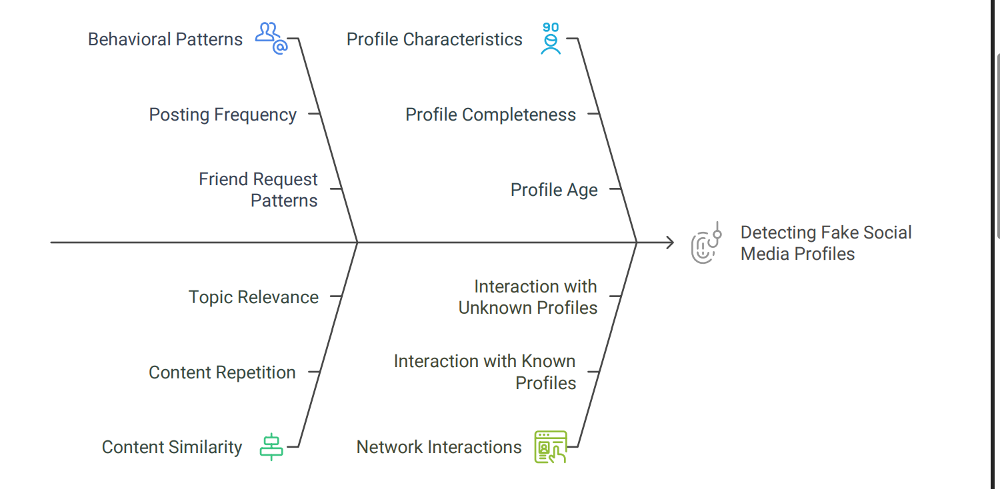 Behavioral Patterns
Profile Characteristics
90
Posting Frequency
Profile Completeness
Friend Request
Patterns
Profile Age
Detecting Fake Social
Media Profiles
Topic Relevance
Interaction with
Unknown Profiles
Content Repetition
Interaction with Known
Profiles
Content Similarity
Network Interactions